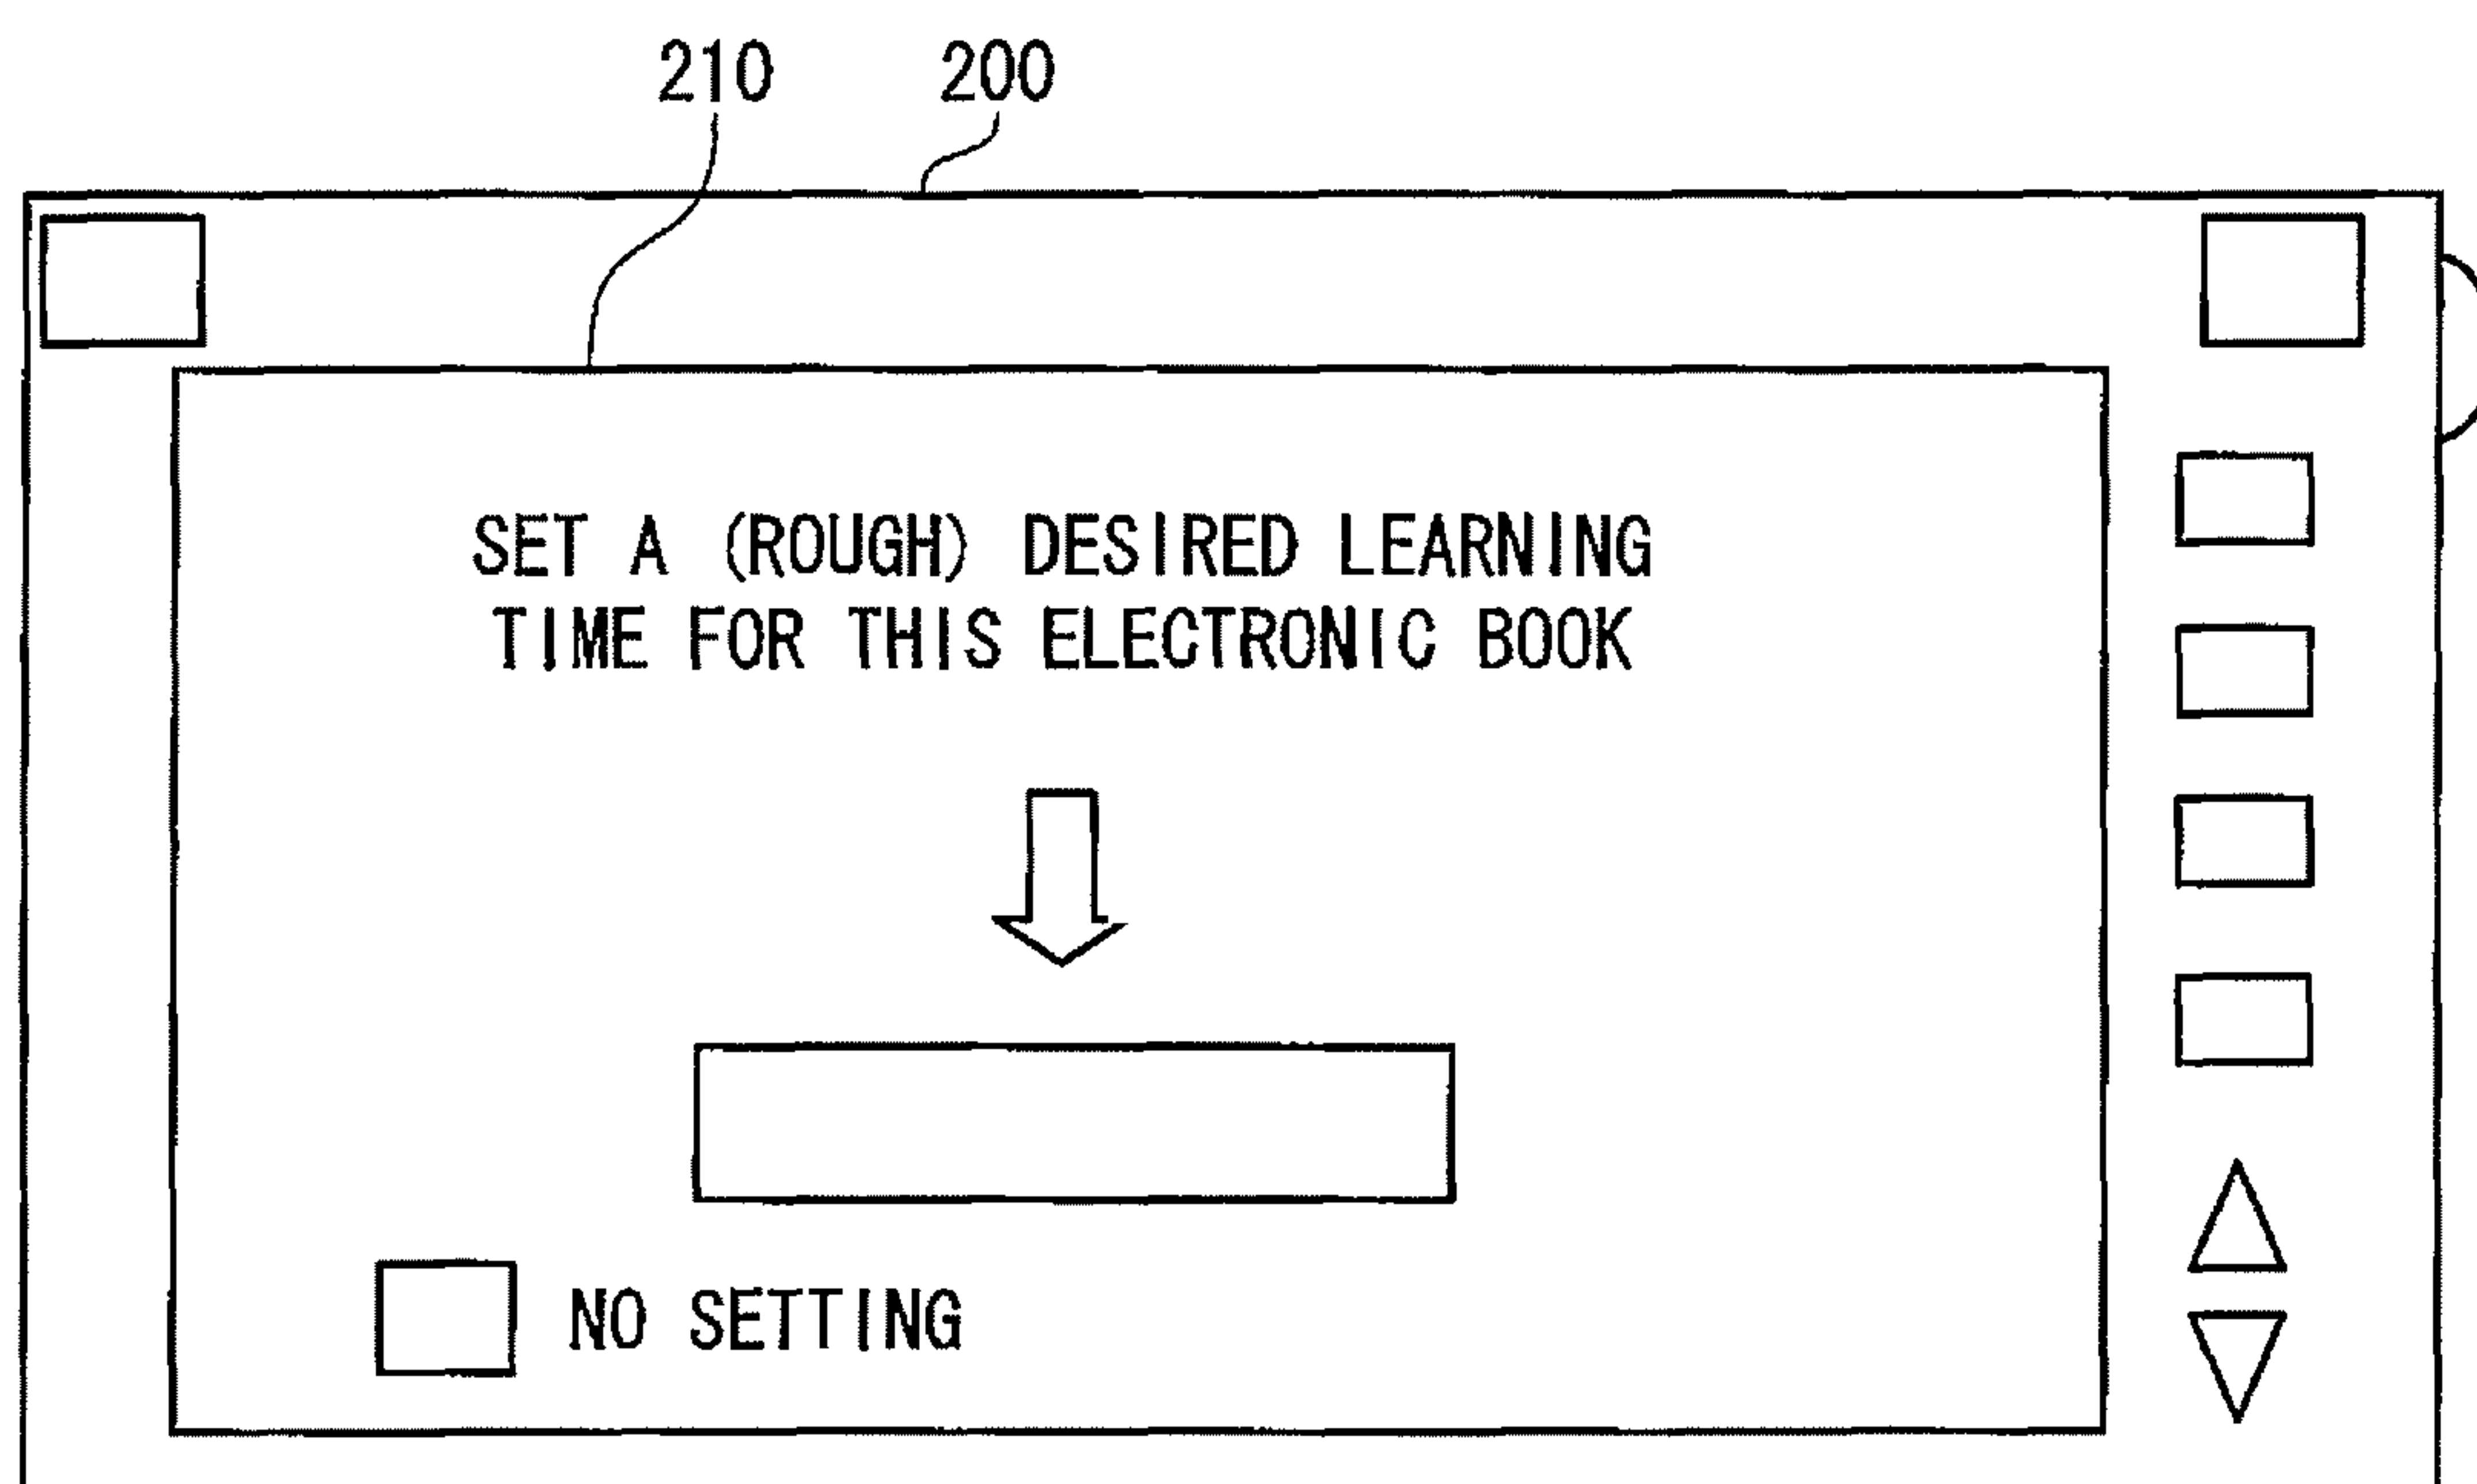 210 200
SET A (ROUGH) DESIRED LEARNING
TIME FOR THIS ELECTRONIC BOOK
NO SETTING